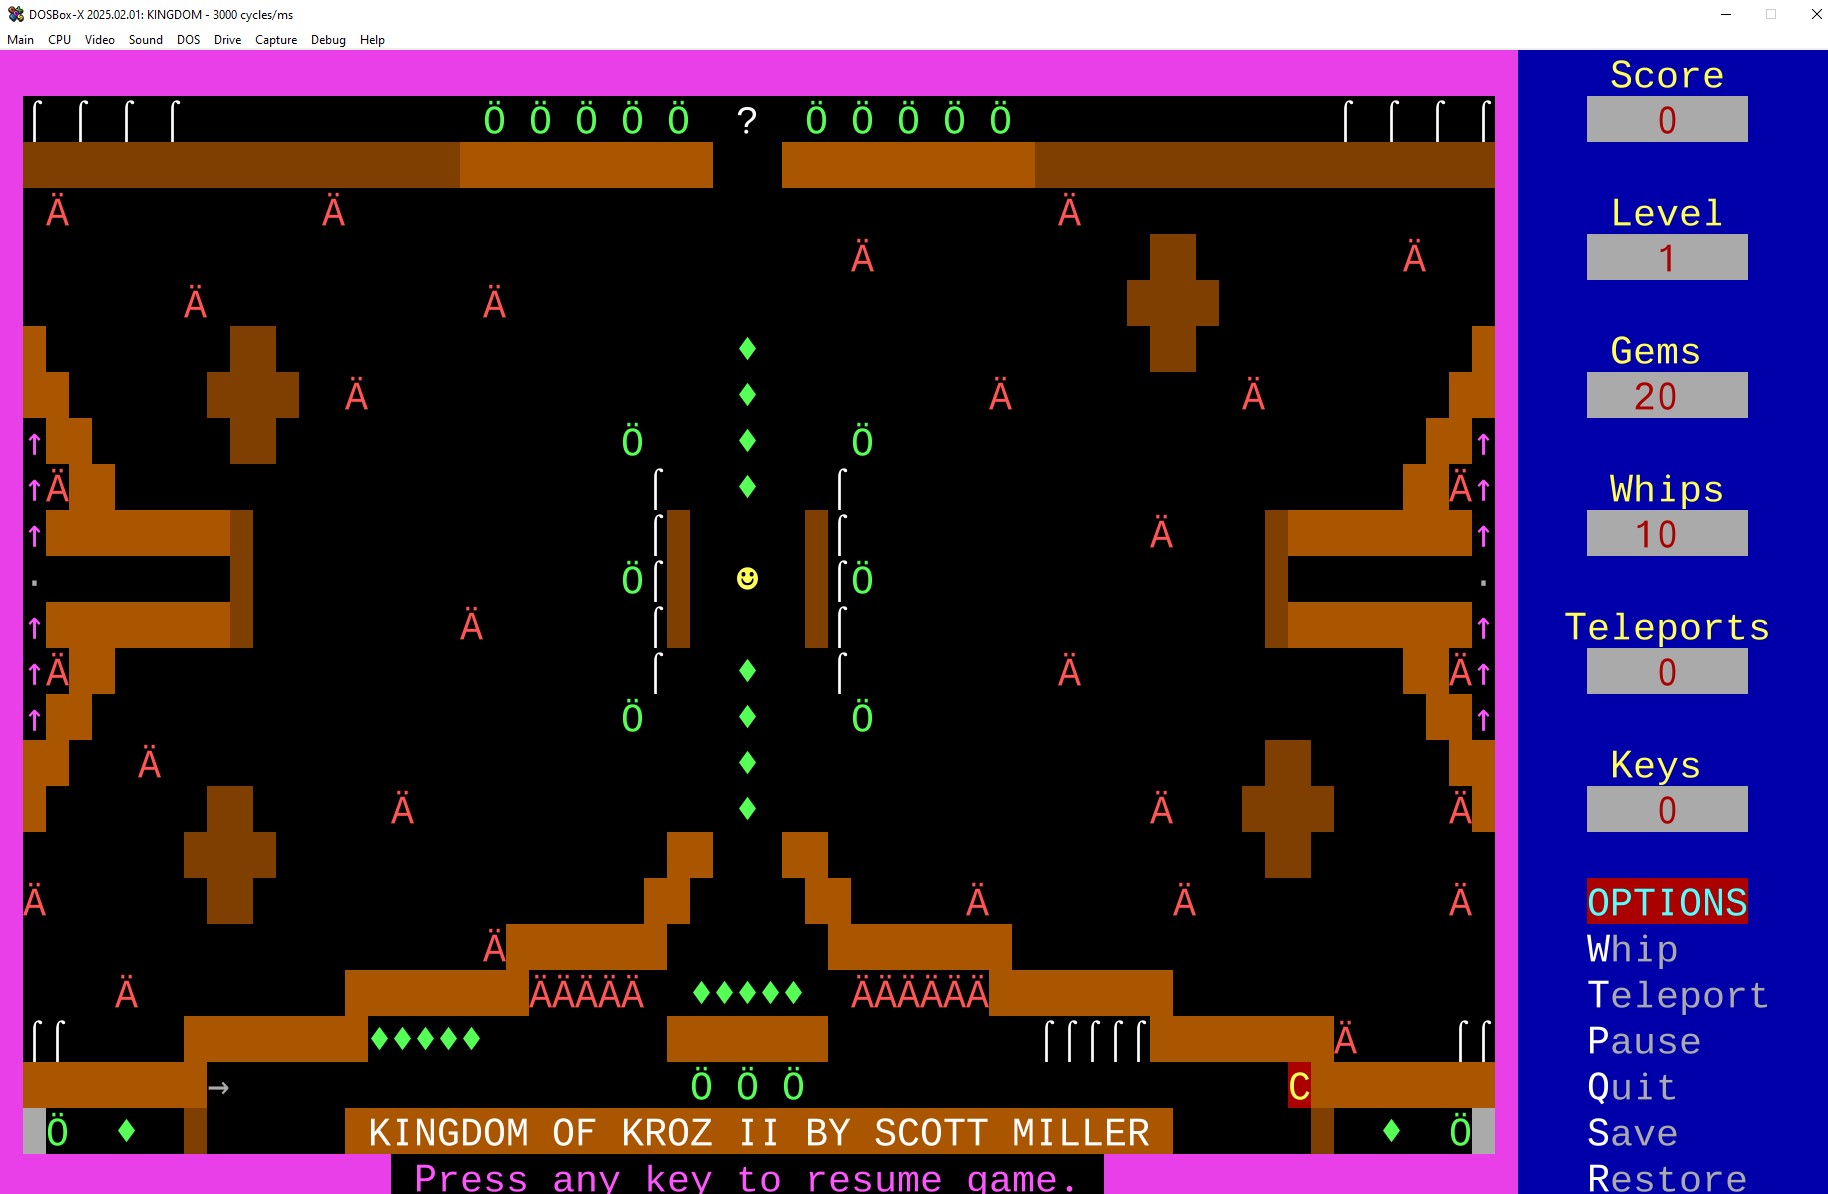 DOSBox-X 2025.02.01: KINGDOM - 3000 cycles/ms
Main CPU Video Sound DOS Drive Capture Debug Help
Score
0
Level
1
Gems
20
Whips
10
Teleports
0
Keys
0
OPTIONS
Whip
Teleport
Pause
Quit
Save
Restore
⌠ ⌠ ⌠ ⌠ Ö Ö Ö Ö Ö ? Ö Ö Ö Ö Ö ⌠ ⌠ ⌠ ⌠
Ä Ä Ä
Ä Ä
Ä Ä
♦
Ä ♦ Ä Ä
↑ Ö ♦ Ö ↑
↑Ä ⌠ ♦ ⌠ Ä↑
↑ ⌠ ⌠ Ä ↑
· Ö⌠ ☻ ⌠Ö ·
↑ Ä ⌠ ⌠ ↑
↑Ä ⌠ ♦ ⌠ Ä Ä↑
↑ Ö ♦ Ö ↑
Ä ♦
Ä ♦ Ä Ä
Ä Ä Ä Ä
Ä
Ä ÄÄÄÄÄ ♦♦♦♦♦ ÄÄÄÄÄÄ
⌠⌠ ♦♦♦♦♦ ⌠⌠⌠⌠⌠ Ä ⌠⌠
→ Ö Ö Ö C
Ö ♦ KINGDOM OF KROZ II BY SCOTT MILLER ♦ Ö
Press any key to resume game.